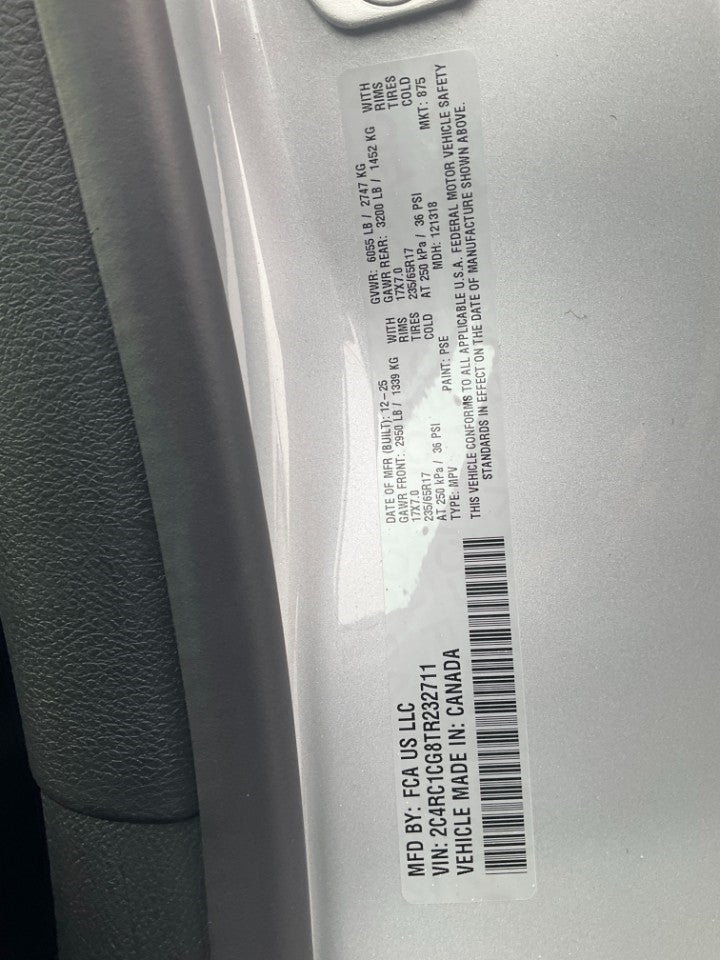 MFD BY: FCA US LLC
VIN: 2C4RC1CG8TR232711
VEHICLE MADE IN: CANADA
DATE OF MFR (BUILT): 12-25
GAWR FRONT: 2950 LB / 1339 KG WITH
17X7.0 RIMS
235/65R17 TIRES
AT 250 kPa / 36 PSI COLD
TYPE: MPV PAINT: PSE
GVWR: 6055 LB / 2747 KG
GAWR REAR: 3200 LB / 1452 KG WITH
17X7.0 RIMS
235/65R17 TIRES
AT 250 kPa / 36 PSI COLD
MDH: 121318 MKT: 875
THIS VEHICLE CONFORMS TO ALL APPLICABLE U.S.A. FEDERAL MOTOR VEHICLE SAFETY
STANDARDS IN EFFECT ON THE DATE OF MANUFACTURE SHOWN ABOVE.